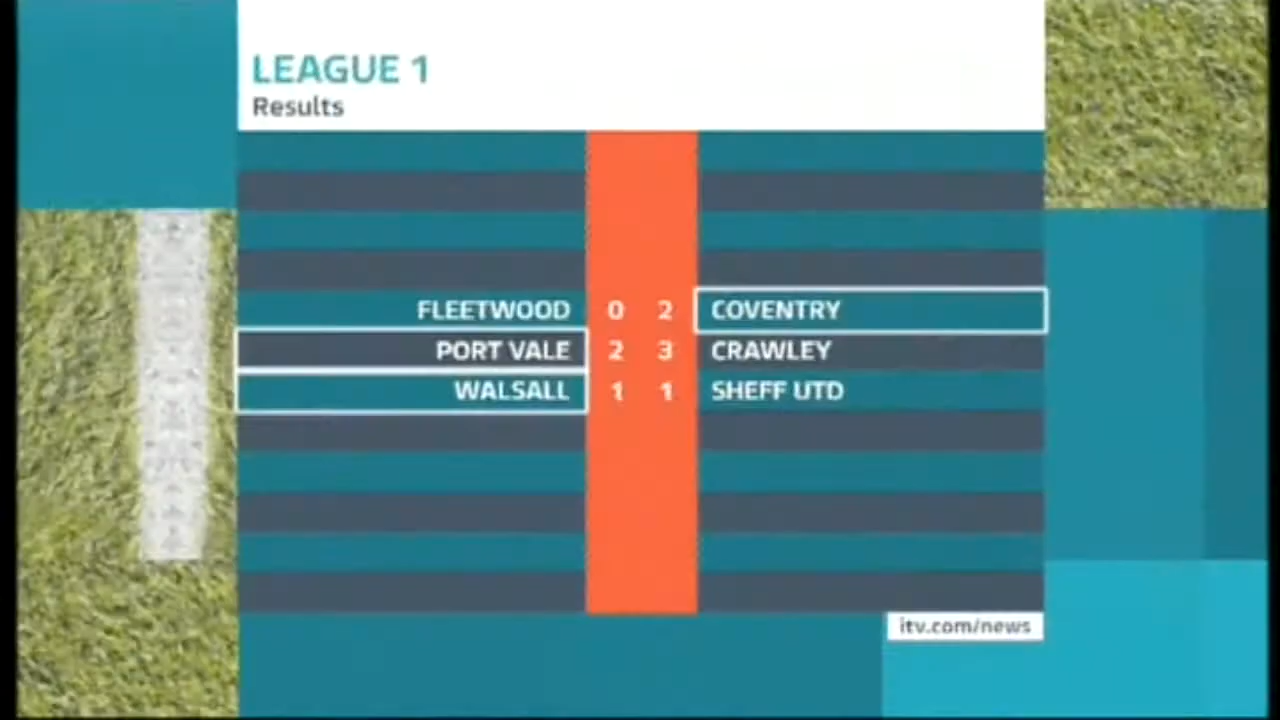 LEAGUE 1
Results
FLEETWOOD 0 2 COVENTRY
PORT VALE 2 3 CRAWLEY
WALSALL 1 1 SHEFF UTD
itv.com/news